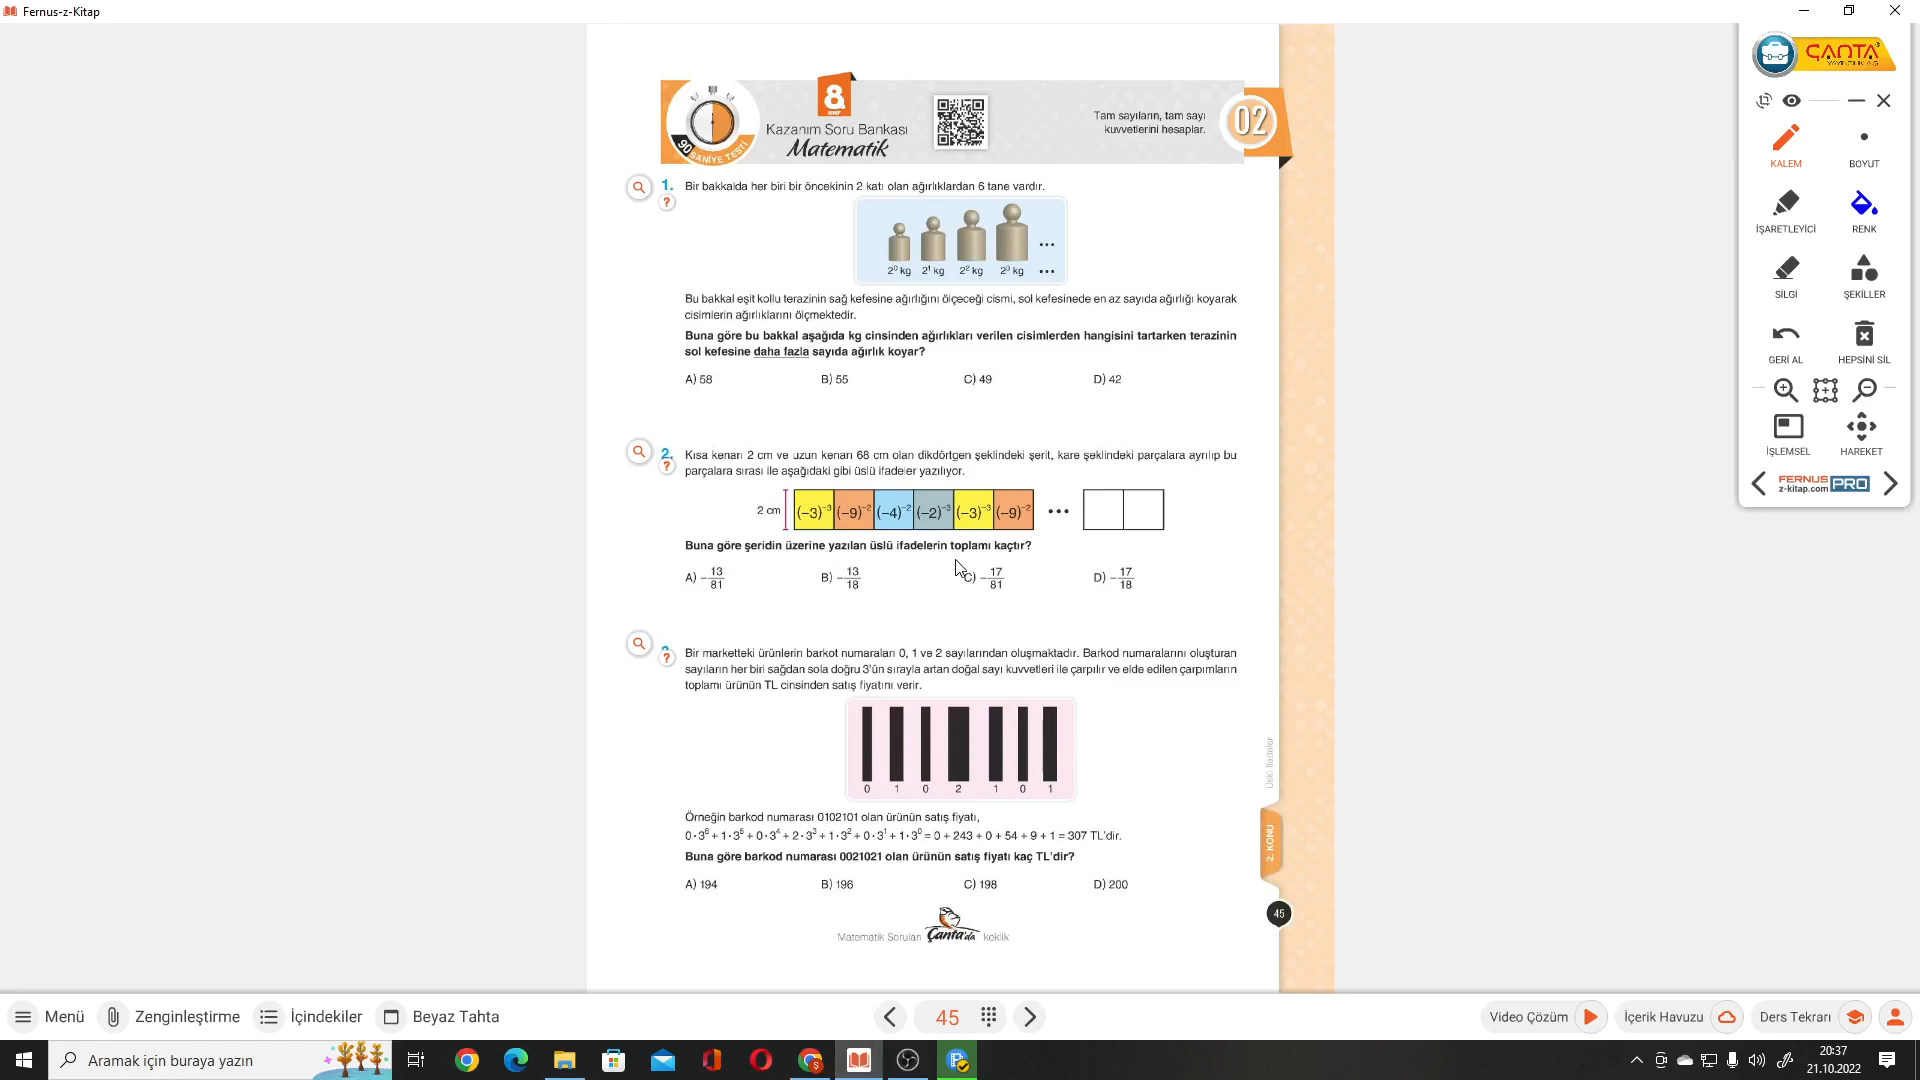 Fernus-z-Kitap
ÇANTA
YAYINCILIK A.Ş.
90 SANİYE TESTİ
8.
SINIF
Kazanım Soru Bankası
Matematik
Tam sayıların, tam sayı
kuvvetlerini hesaplar.
02
1. Bir bakkalda her biri bir öncekinin 2 katı olan ağırlıklardan 6 tane vardır.
?
2⁰ kg 2¹ kg 2² kg 2³ kg ...
Bu bakkal eşit kollu terazinin sağ kefesine ağırlığını ölçeceği cismi, sol kefesinede en az sayıda ağırlığı koyarak
cisimlerin ağırlıklarını ölçmektedir.
Buna göre bu bakkal aşağıda kg cinsinden ağırlıkları verilen cisimlerden hangisini tartarken terazinin
sol kefesine daha fazla sayıda ağırlık koyar?
A) 58 B) 55 C) 49 D) 42
2. Kısa kenarı 2 cm ve uzun kenarı 68 cm olan dikdörtgen şeklindeki şerit, kare şeklindeki parçalara ayrılıp bu
? parçalara sırası ile aşağıdaki gibi üslü ifadeler yazılıyor.
2 cm (−3)⁻³ (−9)⁻² (−4)⁻² (−2)⁻³ (−3)⁻³ (−9)⁻² ...
Buna göre şeridin üzerine yazılan üslü ifadelerin toplamı kaçtır?
A) −13/81 B) −13/18 C) −17/81 D) −17/18
? Bir marketteki ürünlerin barkot numaraları 0, 1 ve 2 sayılarından oluşmaktadır. Barkod numaralarını oluşturan
sayıların her biri sağdan sola doğru 3'ün sırayla artan doğal sayı kuvvetleri ile çarpılır ve elde edilen çarpımların
toplamı ürünün TL cinsinden satış fiyatını verir.
0 1 0 2 1 0 1
Örneğin barkod numarası 0102101 olan ürünün satış fiyatı,
0·3⁶ + 1·3⁵ + 0·3⁴ + 2·3³ + 1·3² + 0·3¹ + 1·3⁰ = 0 + 243 + 0 + 54 + 9 + 1 = 307 TL'dir.
Buna göre barkod numarası 0021021 olan ürünün satış fiyatı kaç TL'dir?
A) 194 B) 196 C) 198 D) 200
Üslü İfadeler
2. KONU
45
Matematik Soruları Çanta'da keklik
KALEM BOYUT
İŞARETLEYİCİ RENK
SİLGİ ŞEKİLLER
GERİ AL HEPSİNİ SİL
İŞLEMSEL HAREKET
FERNUS
z-kitap.com PRO
Menü Zenginleştirme İçindekiler Beyaz Tahta 45 Video Çözüm İçerik Havuzu Ders Tekrarı
Aramak için buraya yazın
20:37
21.10.2022